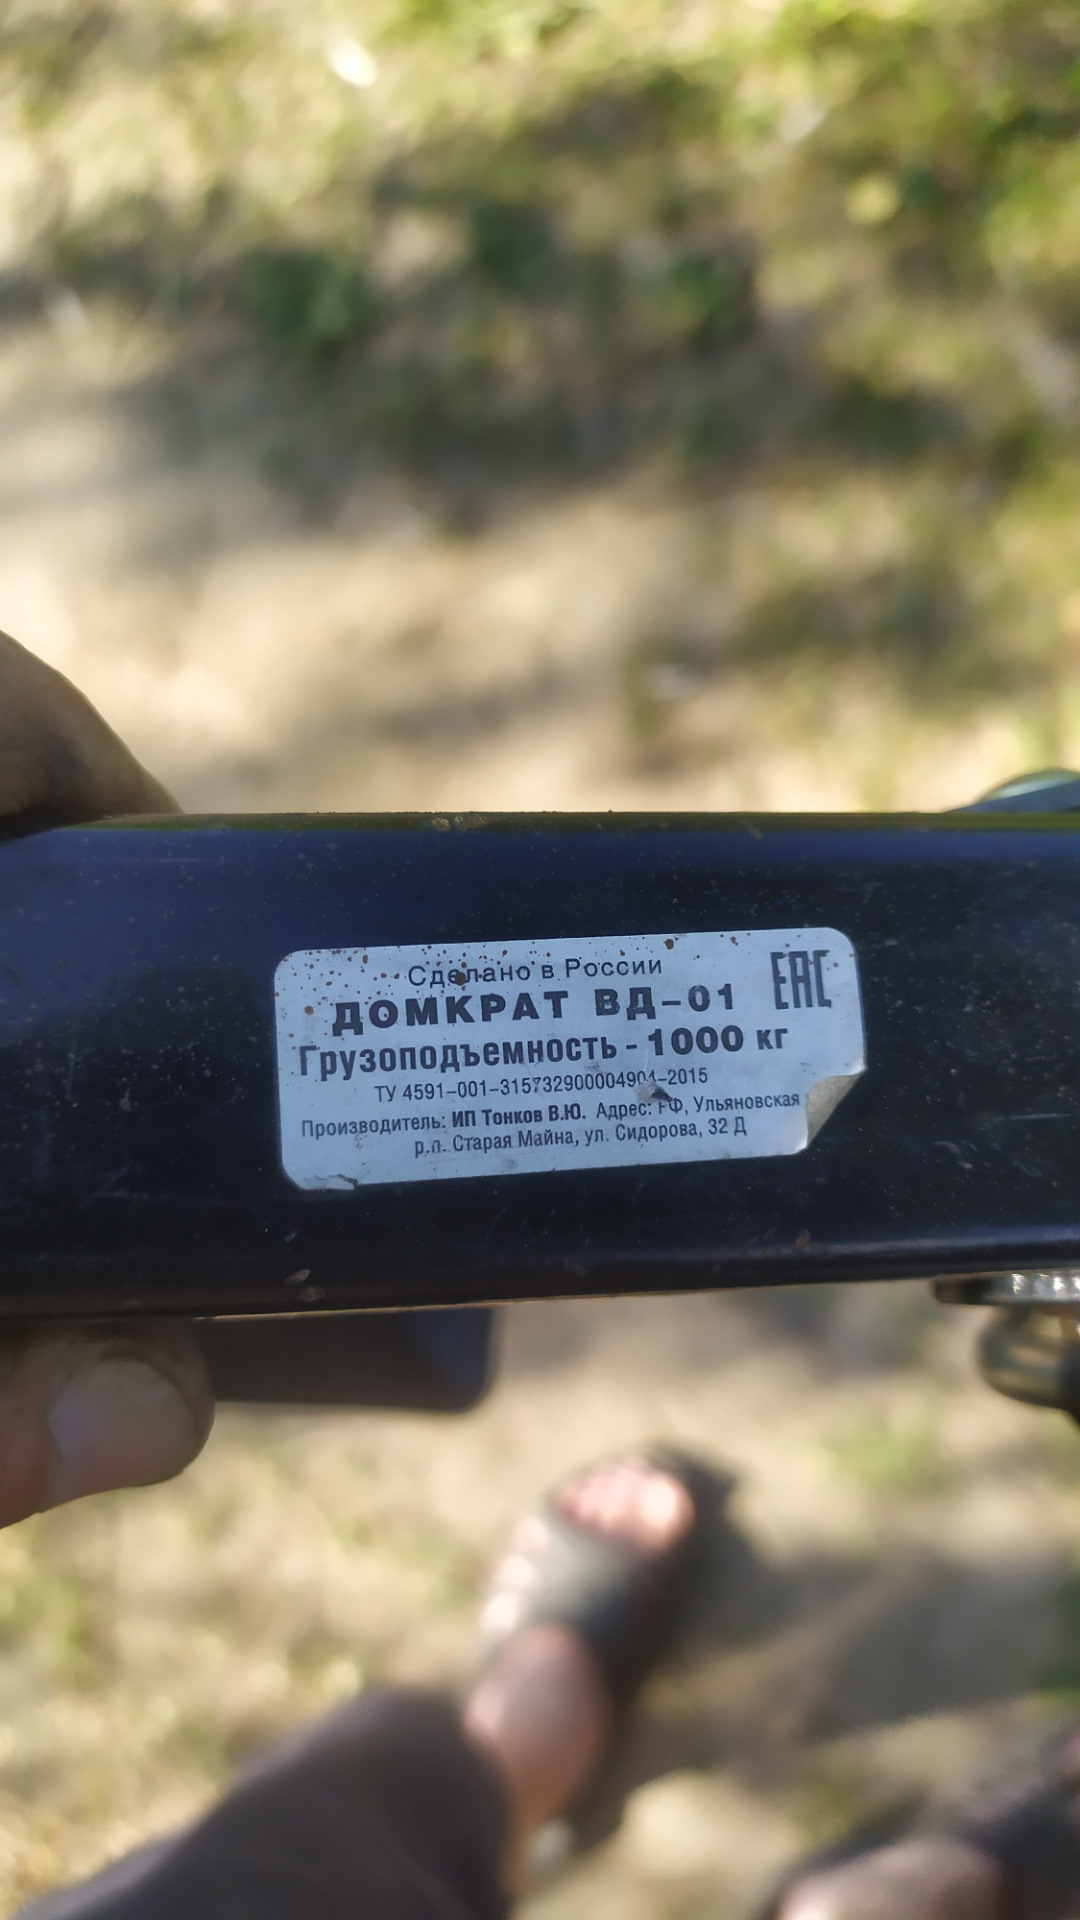 Сделано в России
ДОМКРАТ ВД-01 EAC
Грузоподъемность - 1000 кг
ТУ 4591-001-315732900004904-2015
Производитель: ИП Тонков В.Ю. Адрес: РФ, Ульяновская
р.п. Старая Майна, ул. Сидорова, 32 Д